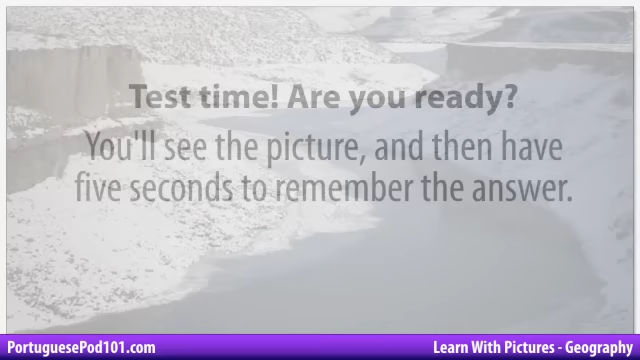 Test time! Are you ready?
You'll see the picture, and then have
five seconds to remember the answer.
PortuguesePod101.com
Learn With Pictures - Geography